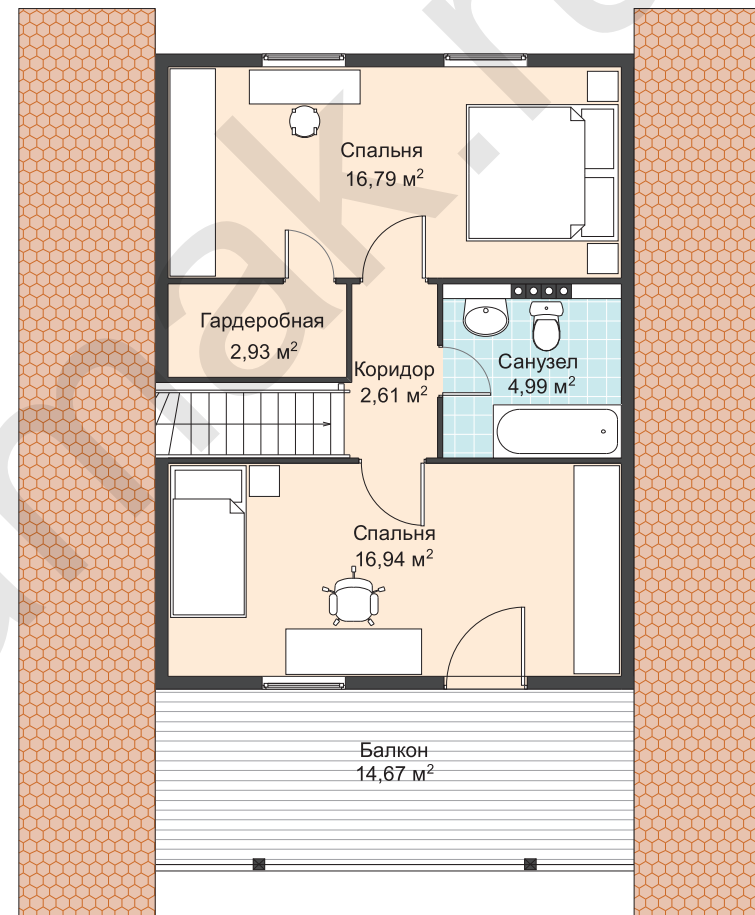 Спальня
16,79 м²
Гардеробная
2,93 м²
Коридор
2,61 м²
Санузел
4,99 м²
Спальня
16,94 м²
Балкон
14,67 м²